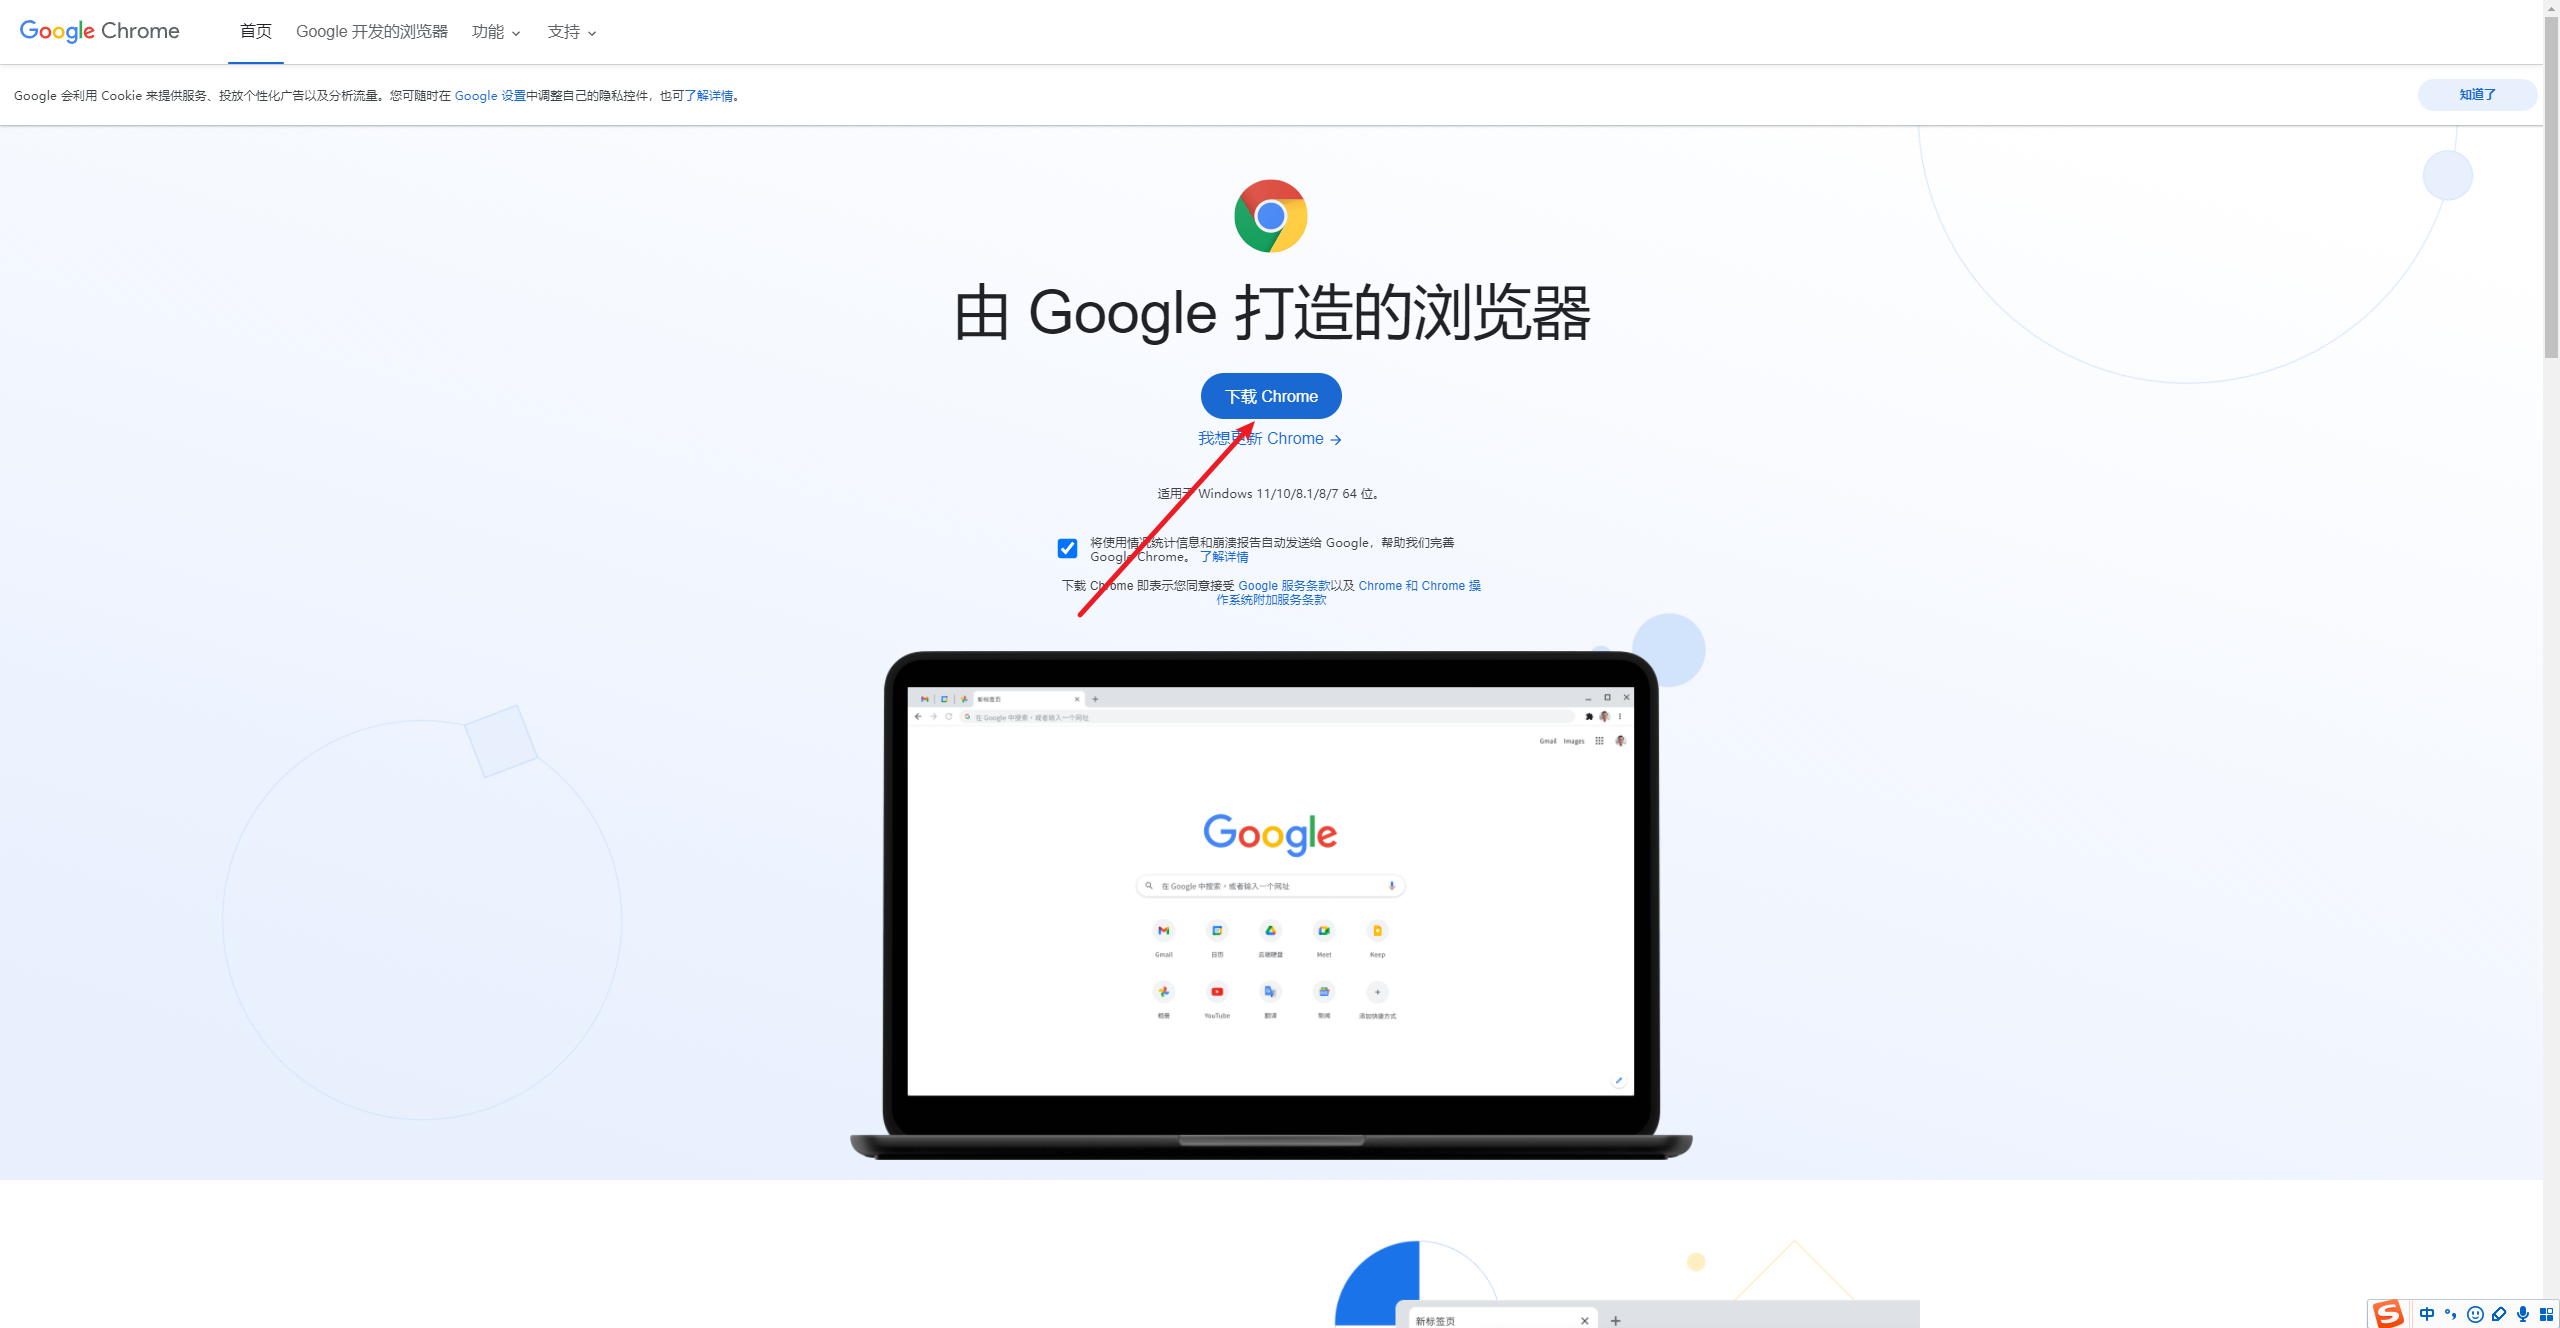 Google Chrome
首页
Google 开发的浏览器
功能
支持
Google 会利用 Cookie 来提供服务、投放个性化广告以及分析流量。您可随时在 Google 设置中调整自己的隐私控件，也可了解详情。
知道了
由 Google 打造的浏览器
下载 Chrome
我想更新 Chrome
适用于 Windows 11/10/8.1/8/7 64 位。
将使用情况统计信息和崩溃报告自动发送给 Google，帮助我们完善
Google Chrome。 了解详情
下载 Chrome 即表示您同意接受 Google 服务条款以及 Chrome 和 Chrome 操
作系统附加服务条款
新标签页
在 Google 中搜索，或者输入一个网址
Gmail Images
Google
在 Google 中搜索，或者输入一个网址
Gmail 日历 云端硬盘 Meet Keep
相册 YouTube 翻译 新闻 添加快捷方式
新标签页
中